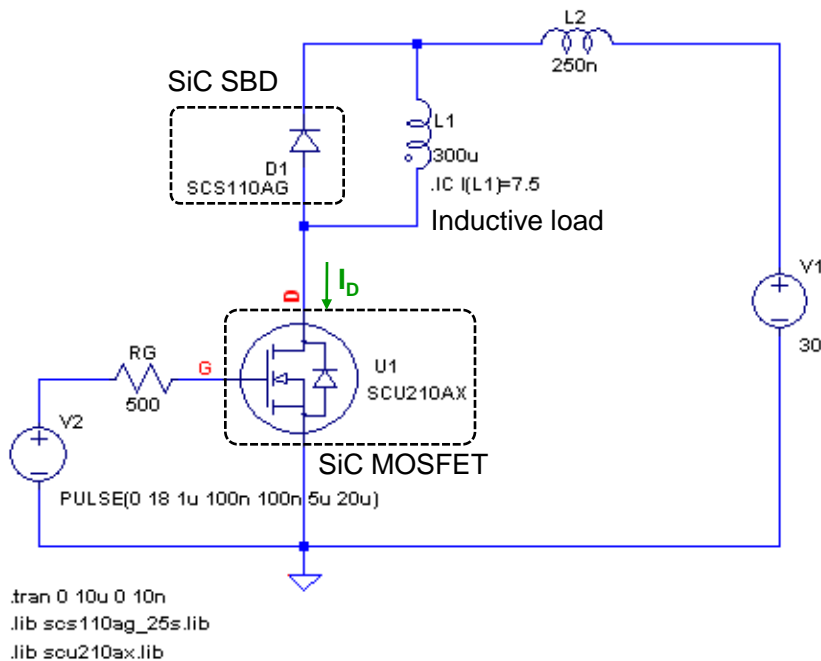 L2
250n
SiC SBD
L1
300u
.IC I(L1)=7.5
D1
SCS110AG
Inductive load
V1
30
D
ID
RG
500
G
U1
SCU210AX
V2
SiC MOSFET
PULSE(0 18 1u 100n 100n 5u 20u)
.tran 0 10u 0 10n
.lib scs110ag_25s.lib
.lib scu210ax.lib